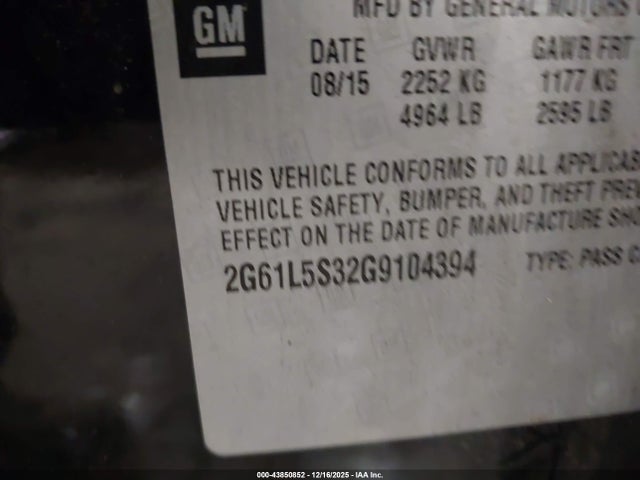 GM
MFD BY GENERAL MOTORS
DATE GVWR GAWR FRT
08/15 2252 KG 1177 KG
4964 LB 2595 LB
THIS VEHICLE CONFORMS TO ALL APPLICAB
VEHICLE SAFETY, BUMPER, AND THEFT PREV
EFFECT ON THE DATE OF MANUFACTURE SHO
2G61L5S32G9104394 TYPE: PASS C
000-43850852 - 12/16/2025 - IAA Inc.